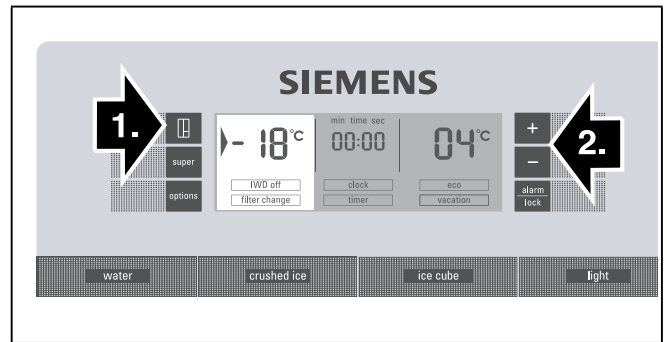 SIEMENS
1.
super
options
- 18°C
IWD off
filter change
min time sec
00:00
clock
timer
04°C
eco
vacation
+
-
alarm
lock
2.
water
crushed ice
ice cube
light